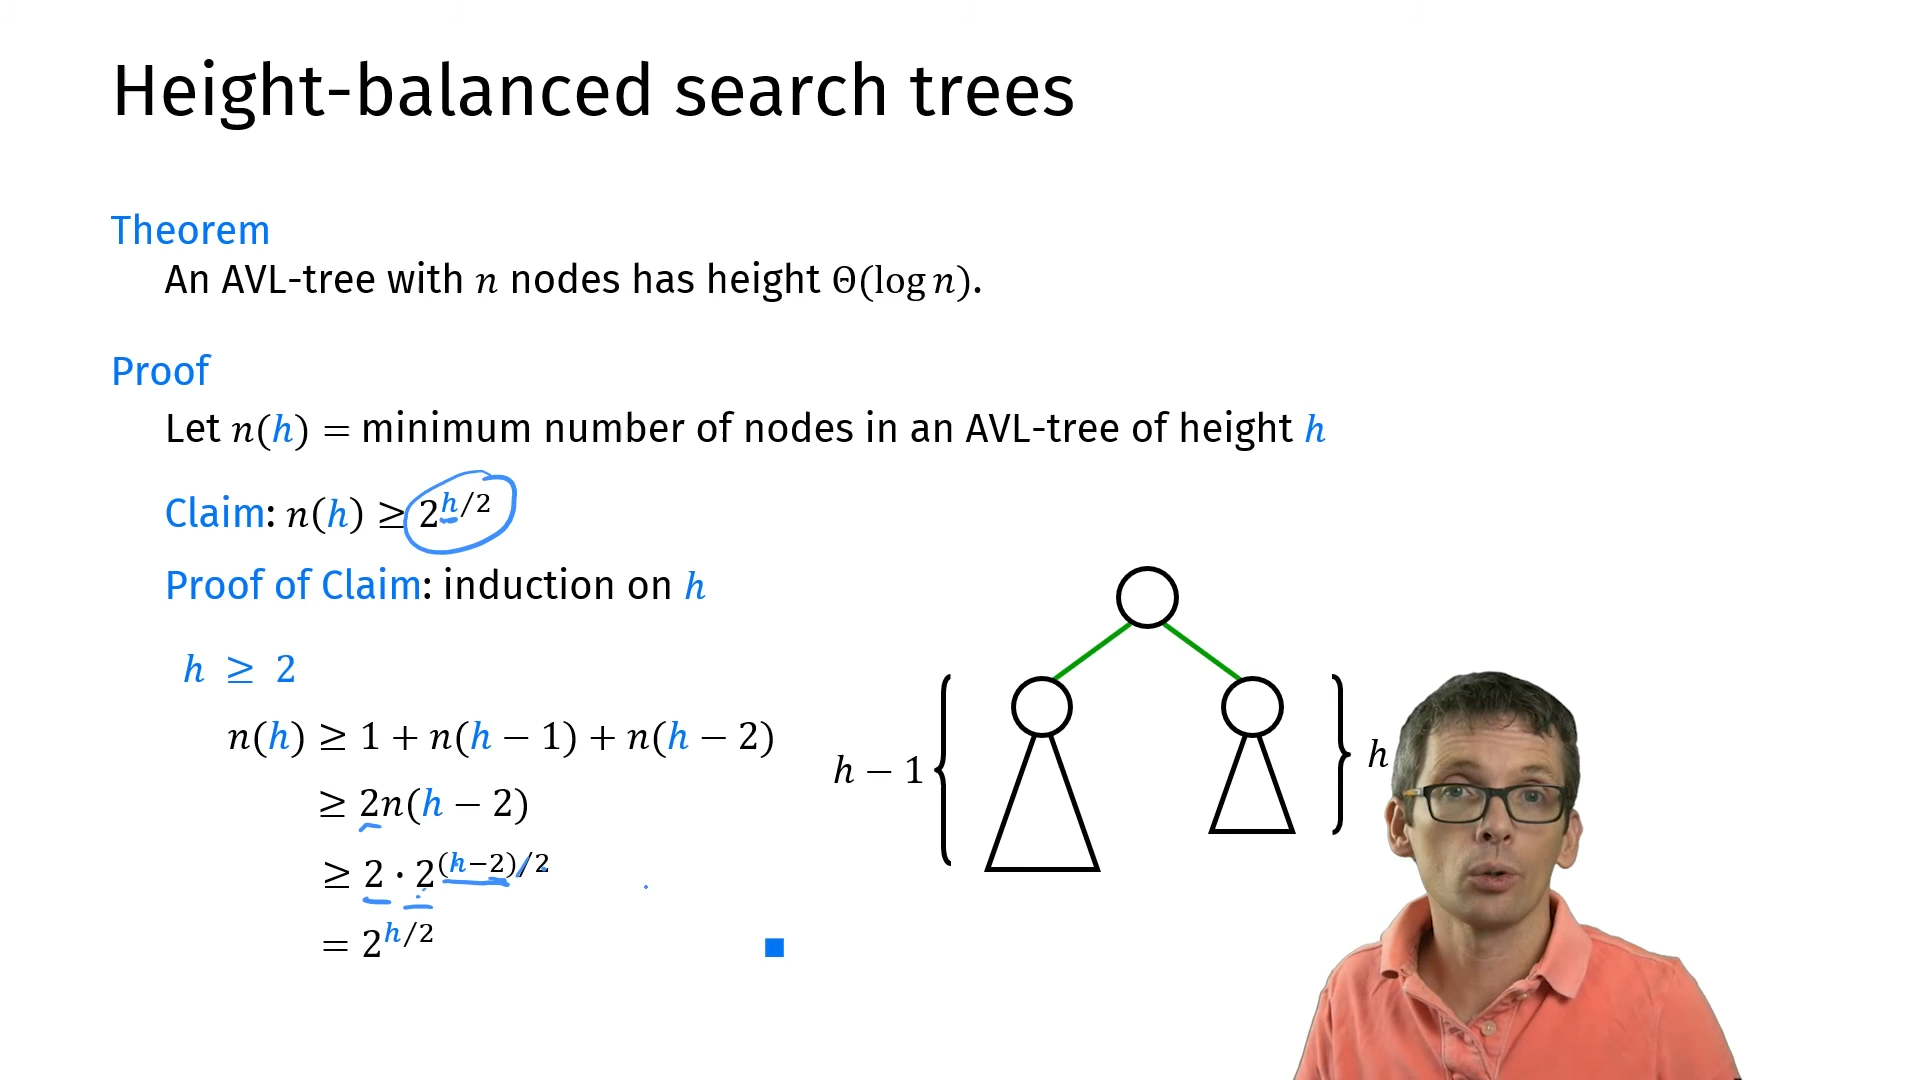 Height-balanced search trees
Theorem
An AVL-tree with n nodes has height Θ(log n).
Proof
Let n(h) = minimum number of nodes in an AVL-tree of height h
Claim: n(h) ≥ 2^{h/2}
Proof of Claim: induction on h
h ≥ 2
n(h) ≥ 1 + n(h − 1) + n(h − 2)
≥ 2n(h − 2)
≥ 2 · 2^{(h−2)/2}
= 2^{h/2}
h − 1
h